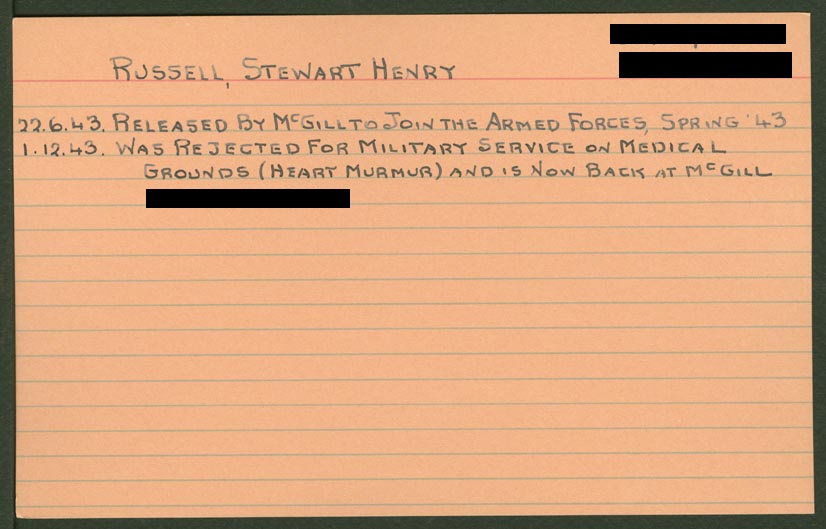 RUSSELL, STEWART HENRY
22.6.43. RELEASED BY McGILL TO JOIN THE ARMED FORCES, SPRING '43
1.12.43. WAS REJECTED FOR MILITARY SERVICE ON MEDICAL
GROUNDS (HEART MURMUR) AND IS NOW BACK AT McGILL